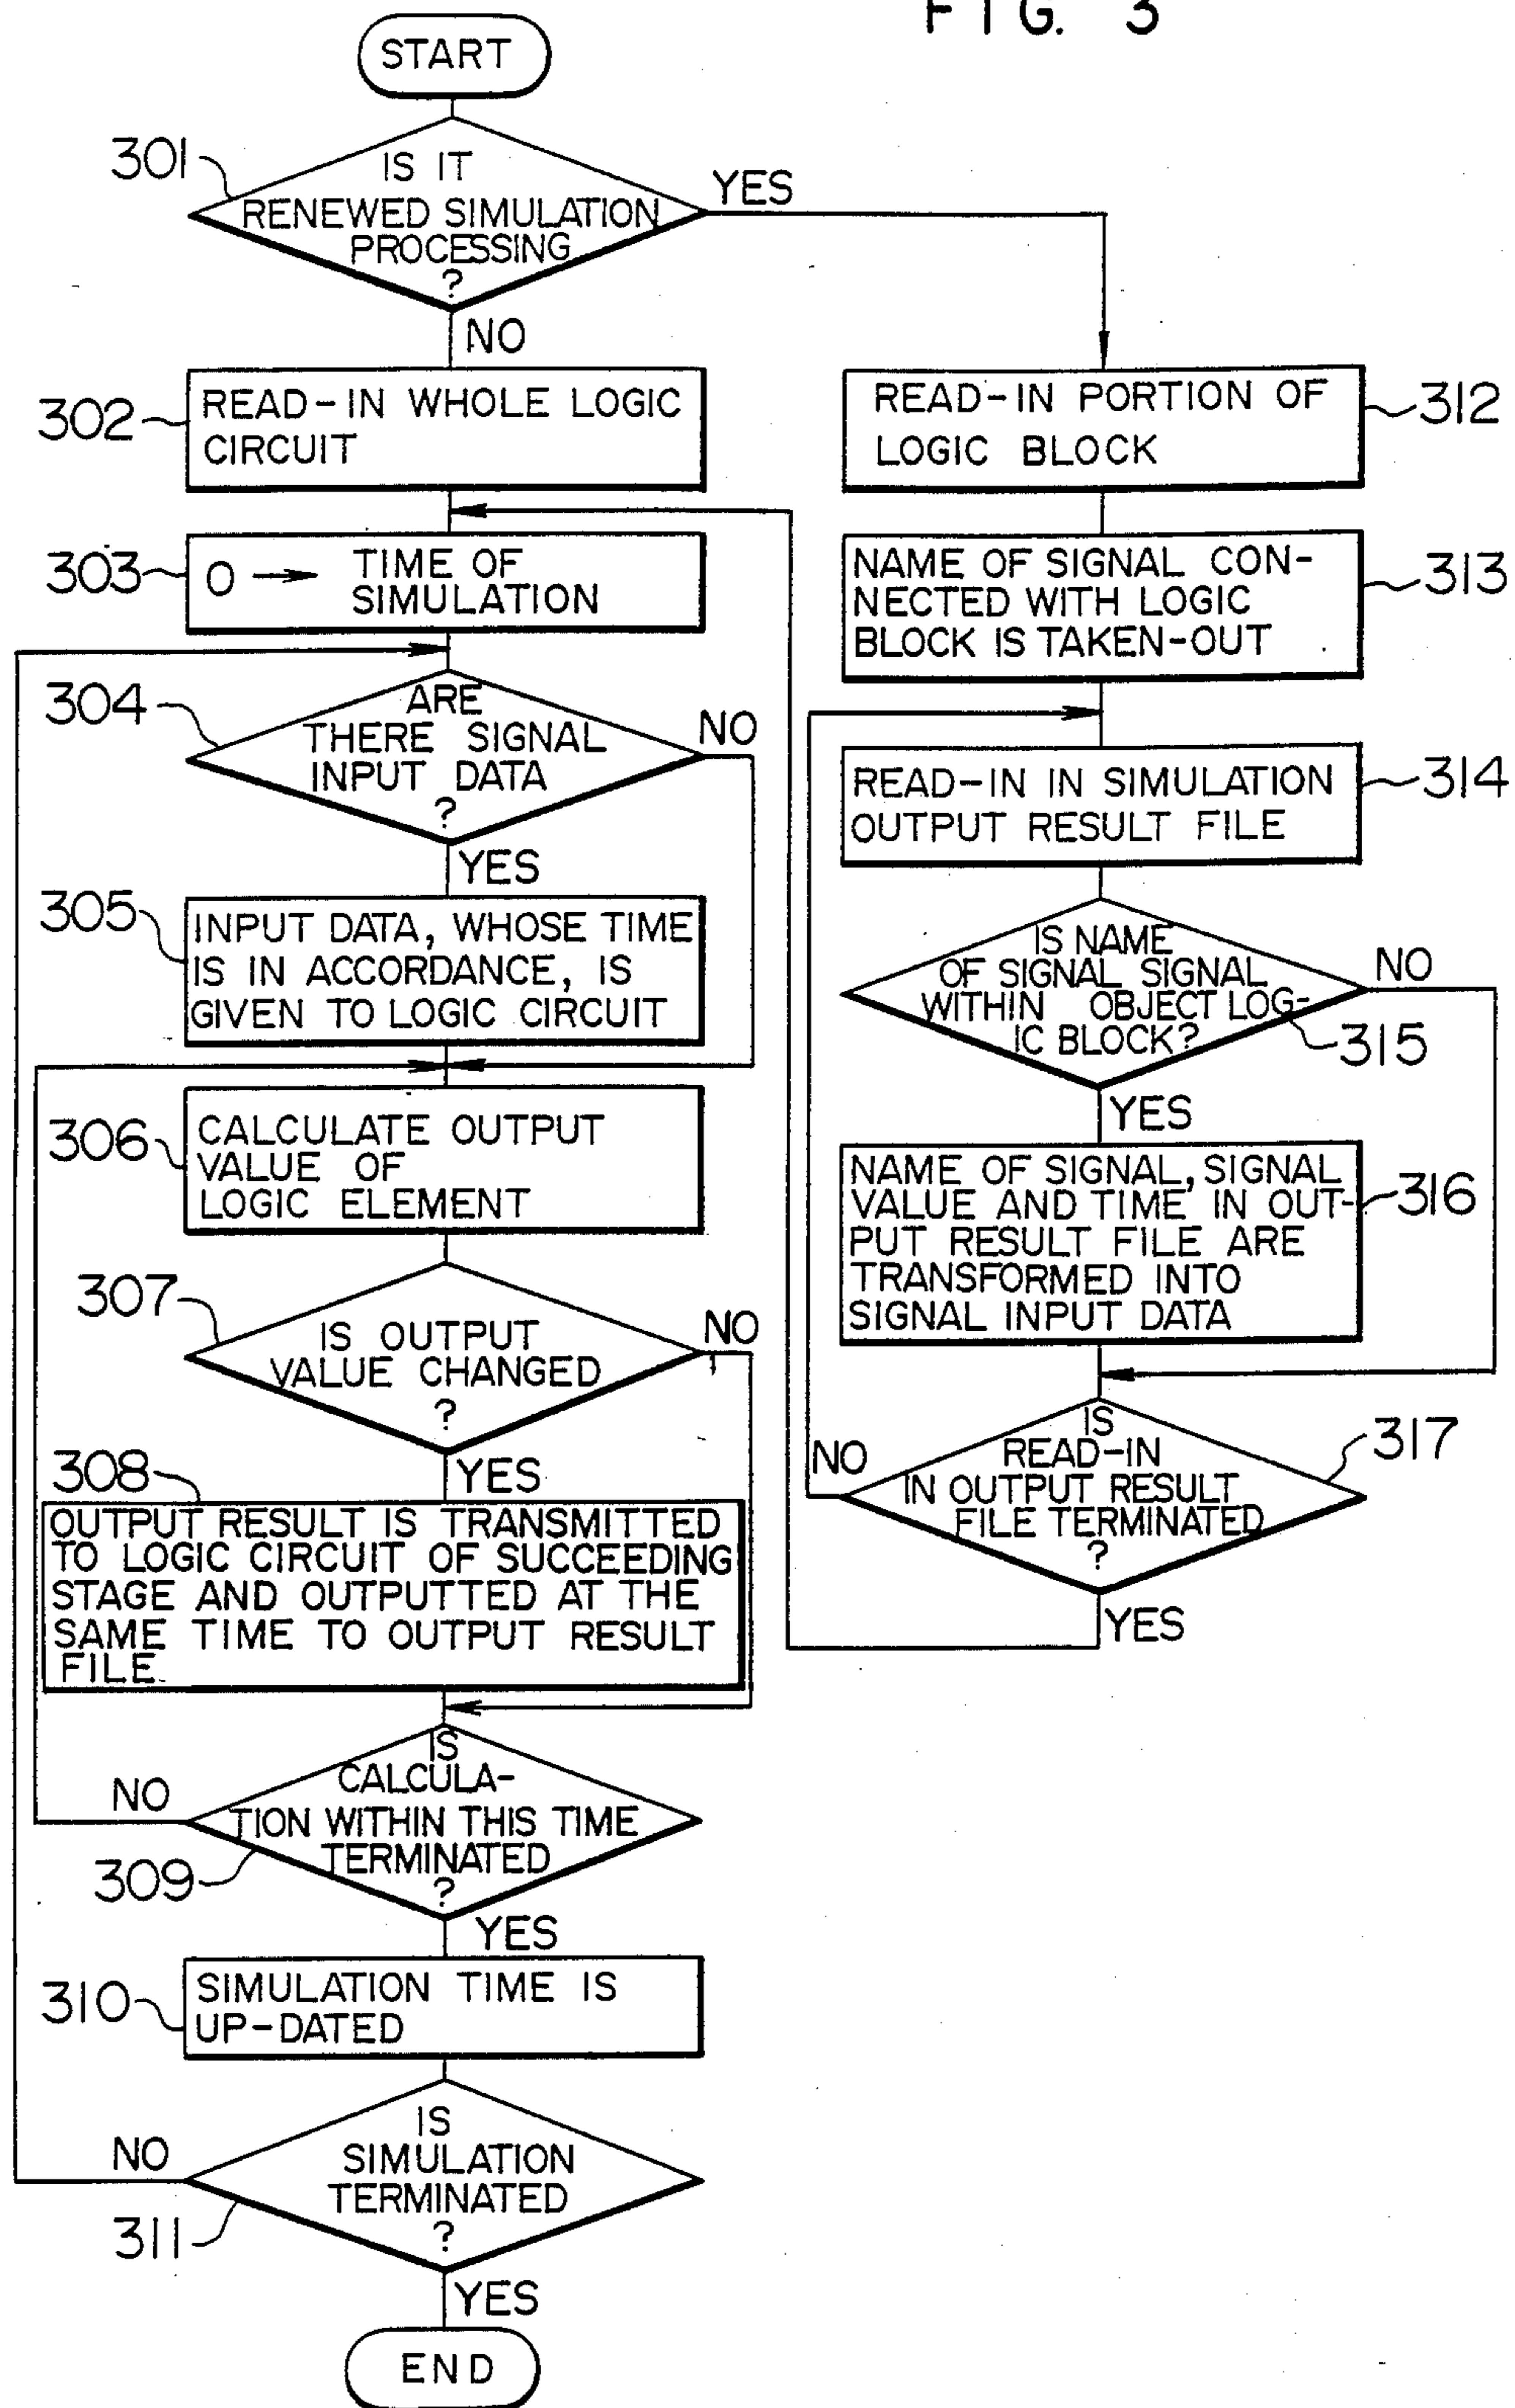 FIG. 3
START
301
IS IT
RENEWED SIMULATION
PROCESSING
?
YES
NO
302
READ-IN WHOLE LOGIC
CIRCUIT
303
0 → TIME OF
SIMULATION
304
ARE
THERE SIGNAL
INPUT DATA
?
NO
YES
305
INPUT DATA, WHOSE TIME
IS IN ACCORDANCE, IS
GIVEN TO LOGIC CIRCUIT
306
CALCULATE OUTPUT
VALUE OF
LOGIC ELEMENT
307
IS OUTPUT
VALUE CHANGED
?
NO
YES
308
OUTPUT RESULT IS TRANSMITTED
TO LOGIC CIRCUIT OF SUCCEEDING
STAGE AND OUTPUTTED AT THE
SAME TIME TO OUTPUT RESULT
FILE
309
IS
CALCULA-
TION WITHIN THIS TIME
TERMINATED
?
NO
YES
310
SIMULATION TIME IS
UP-DATED
311
IS
SIMULATION
TERMINATED
?
NO
YES
END
312
READ-IN PORTION OF
LOGIC BLOCK
313
NAME OF SIGNAL CON-
NECTED WITH LOGIC
BLOCK IS TAKEN-OUT
314
READ-IN IN SIMULATION
OUTPUT RESULT FILE
315
IS NAME
OF SIGNAL SIGNAL
WITHIN OBJECT LOG-
IC BLOCK?
NO
YES
316
NAME OF SIGNAL, SIGNAL
VALUE AND TIME IN OUT-
PUT RESULT FILE ARE
TRANSFORMED INTO
SIGNAL INPUT DATA
317
IS
READ-IN
IN OUTPUT RESULT
FILE TERMINATED
?
NO
YES